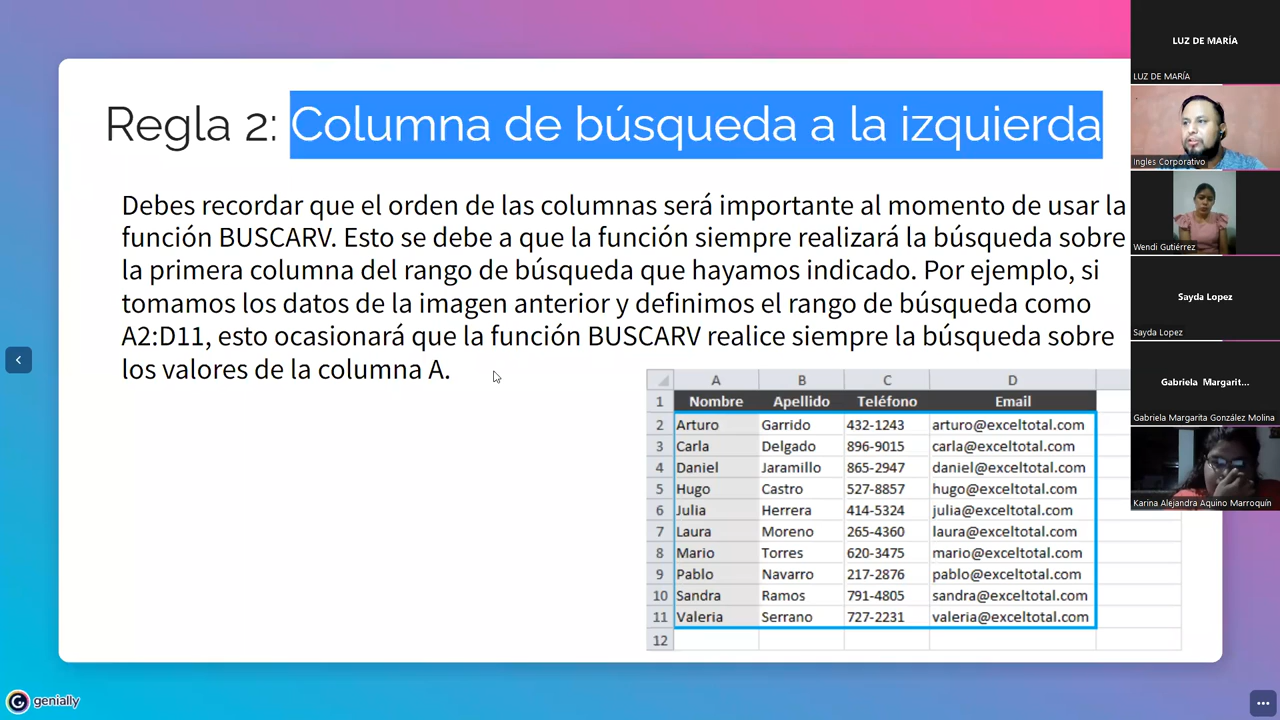 Regla 2: Columna de búsqueda a la izquierda
Debes recordar que el orden de las columnas será importante al momento de usar la
función BUSCARV. Esto se debe a que la función siempre realizará la búsqueda sobre
la primera columna del rango de búsqueda que hayamos indicado. Por ejemplo, si
tomamos los datos de la imagen anterior y definimos el rango de búsqueda como
A2:D11, esto ocasionará que la función BUSCARV realice siempre la búsqueda sobre
los valores de la columna A.
A B C D
1 Nombre Apellido Teléfono Email
2 Arturo Garrido 432-1243 arturo@exceltotal.com
3 Carla Delgado 896-9015 carla@exceltotal.com
4 Daniel Jaramillo 865-2947 daniel@exceltotal.com
5 Hugo Castro 527-8857 hugo@exceltotal.com
6 Julia Herrera 414-5324 julia@exceltotal.com
7 Laura Moreno 265-4360 laura@exceltotal.com
8 Mario Torres 620-3475 mario@exceltotal.com
9 Pablo Navarro 217-2876 pablo@exceltotal.com
10 Sandra Ramos 791-4805 sandra@exceltotal.com
11 Valeria Serrano 727-2231 valeria@exceltotal.com
12
genially
LUZ DE MARÍA
LUZ DE MARÍA
Ingles Corporativo
Wendi Gutiérrez
Sayda Lopez
Sayda Lopez
Gabriela Margarit...
Gabriela Margarita González Molina
Karina Alejandra Aquino Marroquín